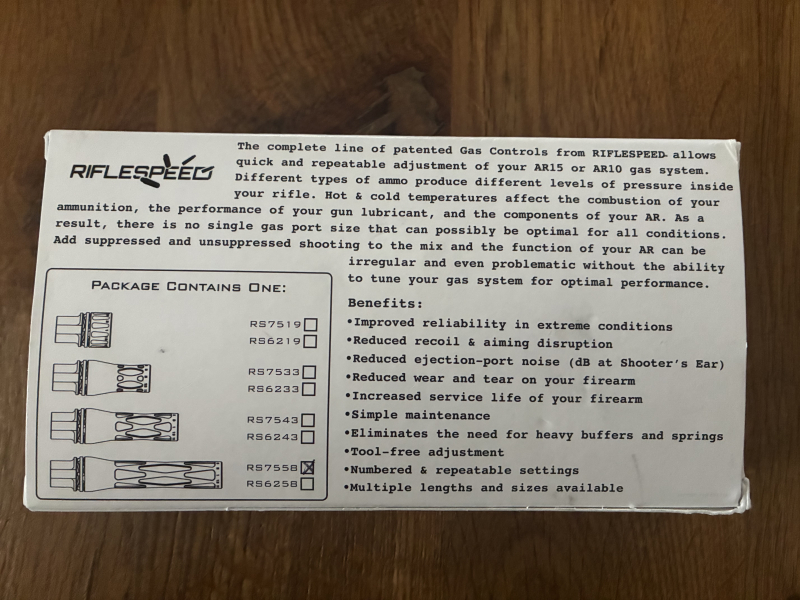 RIFLESPEED
The complete line of patented Gas Controls from RIFLESPEED allows
quick and repeatable adjustment of your AR15 or AR10 gas system.
Different types of ammo produce different levels of pressure inside
your rifle. Hot & cold temperatures affect the combustion of your
ammunition, the performance of your gun lubricant, and the components of your AR. As a
result, there is no single gas port size that can possibly be optimal for all conditions.
Add suppressed and unsuppressed shooting to the mix and the function of your AR can be
irregular and even problematic without the ability
to tune your gas system for optimal performance.
PACKAGE CONTAINS ONE:
RS7519
RS6219
RS7533
RS6233
RS7543
RS6243
RS7558
RS6258
Benefits:
•Improved reliability in extreme conditions
•Reduced recoil & aiming disruption
•Reduced ejection-port noise (dB at Shooter's Ear)
•Reduced wear and tear on your firearm
•Increased service life of your firearm
•Simple maintenance
•Eliminates the need for heavy buffers and springs
•Tool-free adjustment
•Numbered & repeatable settings
•Multiple lengths and sizes available